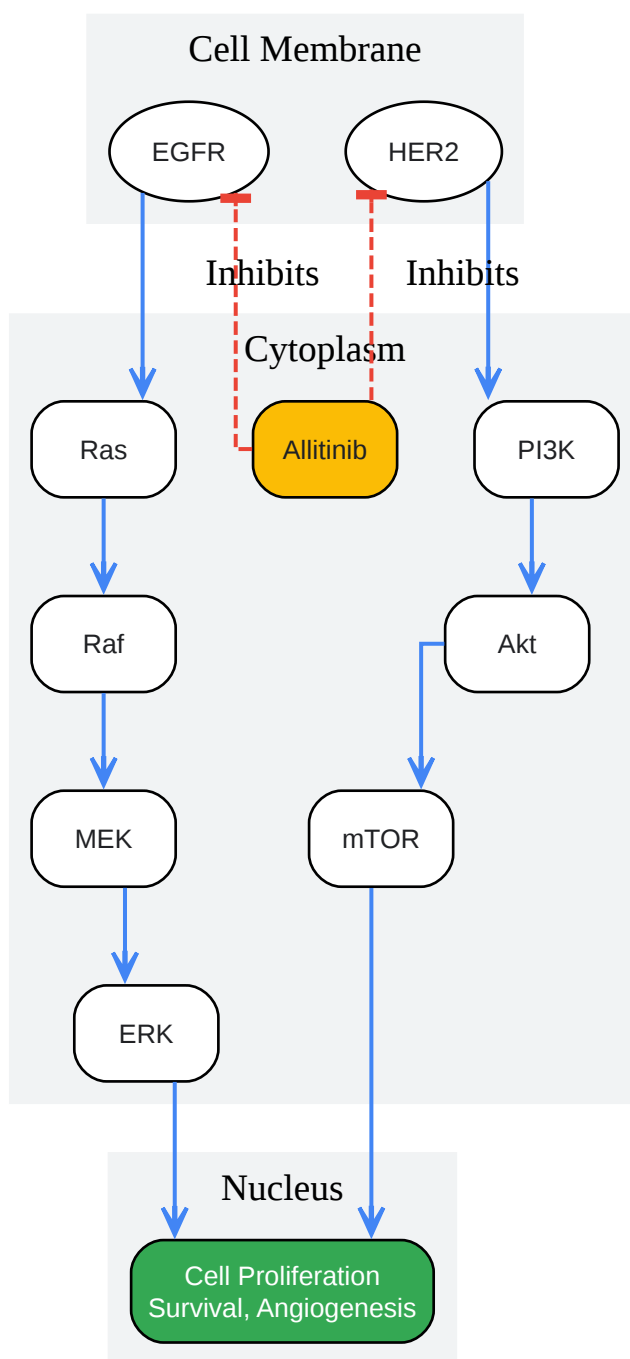 Cell Membrane
EGFR
HER2
Inhibits
Inhibits
Cytoplasm
Ras
Allitinib
PI3K
Raf
Akt
MEK
mTOR
ERK
Nucleus
Cell Proliferation
Survival, Angiogenesis